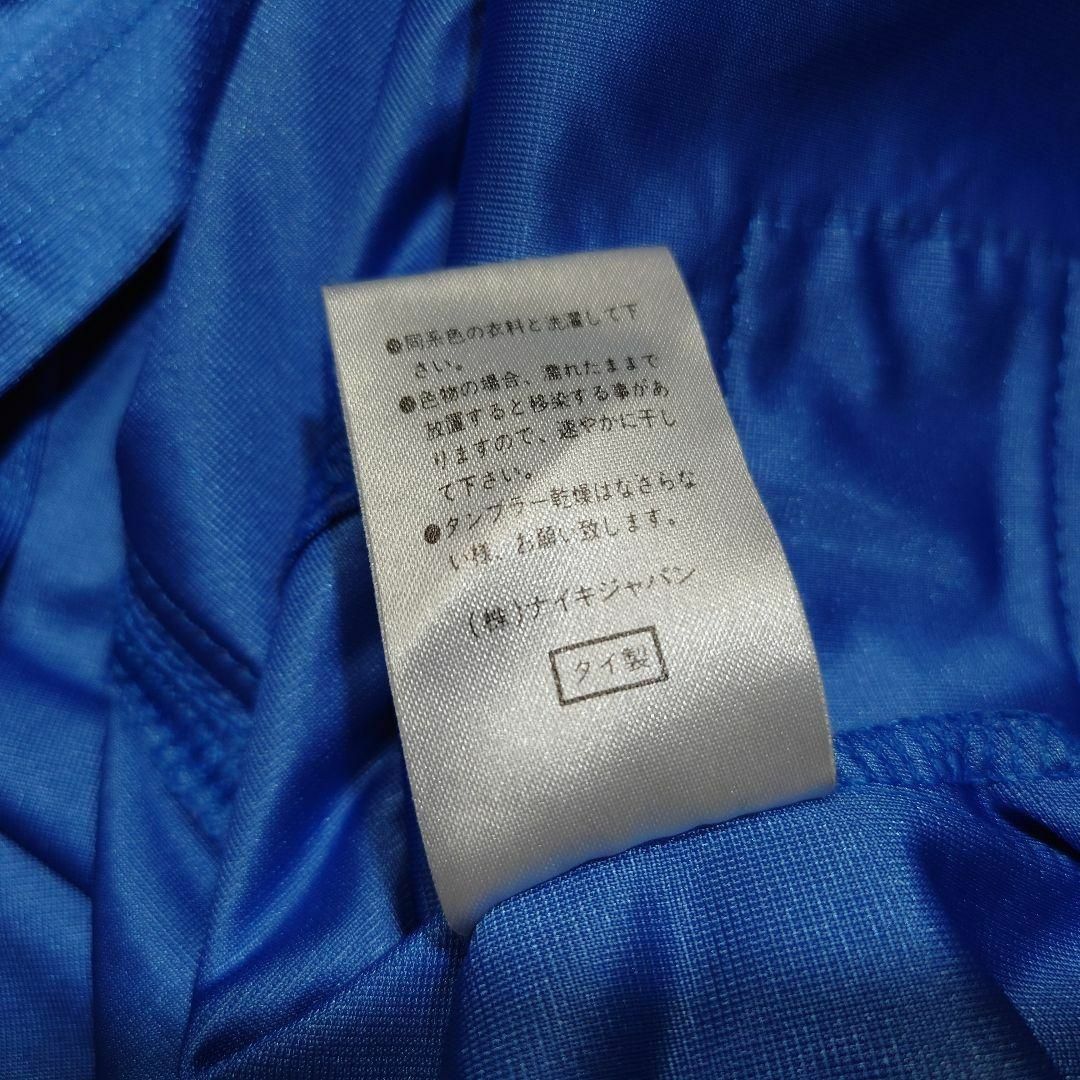 ●同系色の衣料と洗濯して下
さい。
●色物の場合、濡れたままで
放置すると移染する事があ
りますので、速やかに干し
て下さい。
●タンブラー乾燥はなさらな
い様、お願い致します。
(株)ナイキジャパン
タイ製